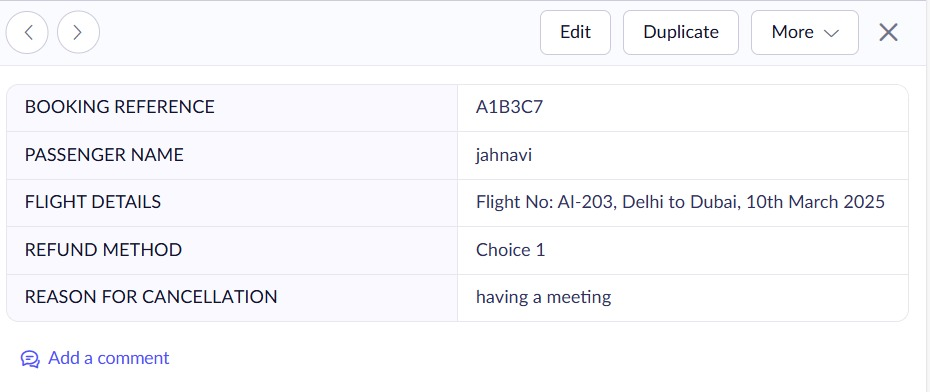 Edit Duplicate More
BOOKING REFERENCE A1B3C7
PASSENGER NAME jahnavi
FLIGHT DETAILS Flight No: AI-203, Delhi to Dubai, 10th March 2025
REFUND METHOD Choice 1
REASON FOR CANCELLATION having a meeting
Add a comment